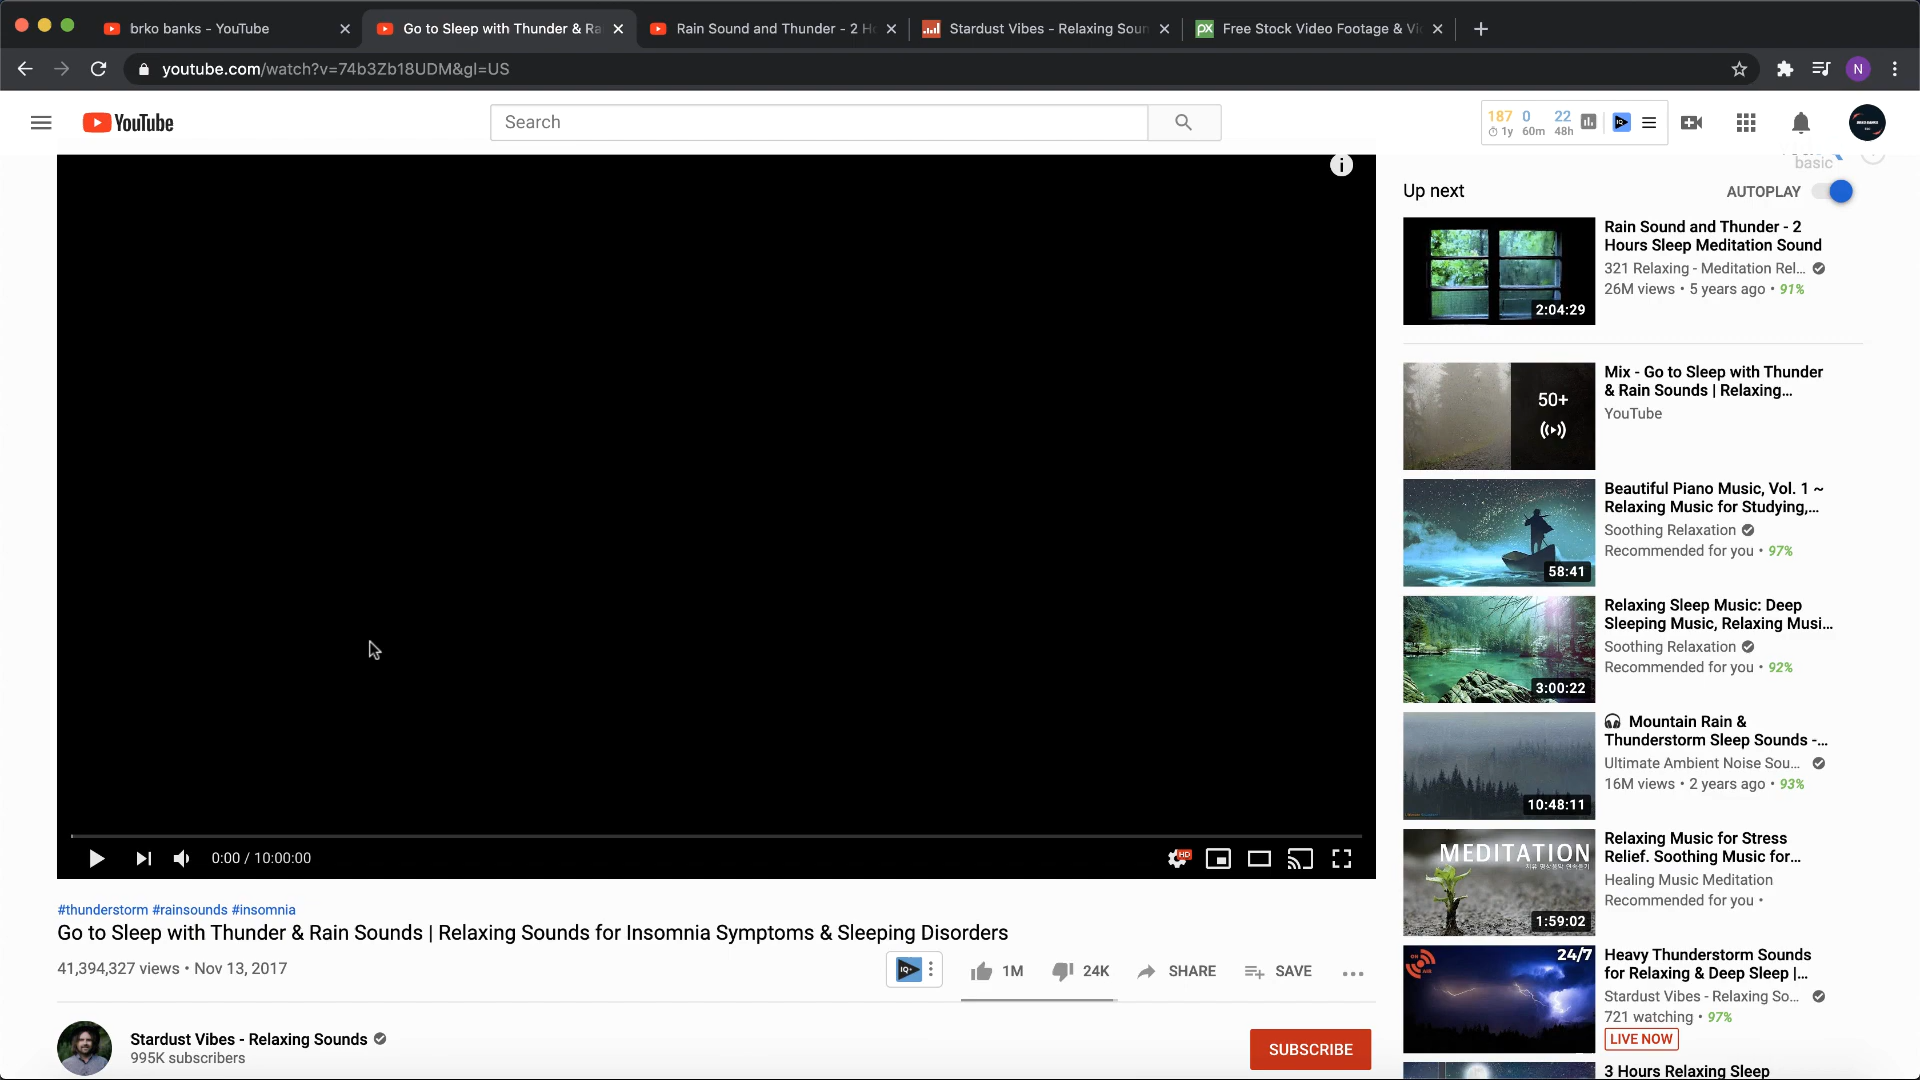 brko banks - YouTube
Go to Sleep with Thunder & Ra
Rain Sound and Thunder - 2 Ho
Stardust Vibes - Relaxing Soun
Free Stock Video Footage & Vi
youtube.com/watch?v=74b3Zb18UDM&gl=US
N
YouTube
Search
187 0 22
1y 60m 48h
basic
Up next
AUTOPLAY
Rain Sound and Thunder - 2
Hours Sleep Meditation Sound
321 Relaxing - Meditation Rel...
26M views • 5 years ago • 91%
2:04:29
Mix - Go to Sleep with Thunder
& Rain Sounds | Relaxing...
YouTube
50+
Beautiful Piano Music, Vol. 1 ~
Relaxing Music for Studying,...
Soothing Relaxation
Recommended for you • 97%
58:41
Relaxing Sleep Music: Deep
Sleeping Music, Relaxing Musi...
Soothing Relaxation
Recommended for you • 92%
3:00:22
🎧 Mountain Rain &
Thunderstorm Sleep Sounds -...
Ultimate Ambient Noise Sou...
16M views • 2 years ago • 93%
10:48:11
MEDITATION
Relaxing Music for Stress
Relief. Soothing Music for...
Healing Music Meditation
Recommended for you •
1:59:02
24/7
Heavy Thunderstorm Sounds
for Relaxing & Deep Sleep |...
Stardust Vibes - Relaxing So...
721 watching • 97%
LIVE NOW
3 Hours Relaxing Sleep
0:00 / 10:00:00
HD
#thunderstorm #rainsounds #insomnia
Go to Sleep with Thunder & Rain Sounds | Relaxing Sounds for Insomnia Symptoms & Sleeping Disorders
41,394,327 views • Nov 13, 2017
1M
24K
SHARE
SAVE
Stardust Vibes - Relaxing Sounds
995K subscribers
SUBSCRIBE